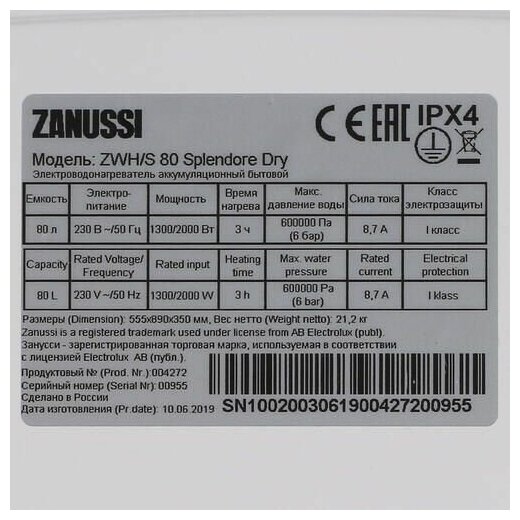 ZANUSSI
IPX4
Модель: ZWH/S 80 Splendore Dry
Электроводонагреватель аккумуляционный бытовой
Емкость Электро-питание Мощность Время нагрева Макс. давление воды Сила тока Класс электрозащиты
80 л 230 В ~/50 Гц 1300/2000 Вт 3 ч 600000 Па (6 бар) 8,7 А I класс
Capacity Rated Voltage/ Frequency Rated input Heating time Max. water pressure Rated current Electrical protection
80 L 230 V ~/50 Hz 1300/2000 W 3 h 600000 Pa (6 bar) 8,7 A I klass
Размеры (Dimension): 555x890x350 мм, Вес нетто (Weight netto): 21,2 кг
Zanussi is a registered trademark used under license from AB Electrolux (publ).
Занусси - зарегистрированная торговая марка, используемая в соответствии
с лицензией Electrolux AB (публ.).
Продуктовый № (Prod. Nr.): 004272
Серийный номер (Serial Nr): 00955
Сделано в России
Дата изготовления (Pr.date): 10.06.2019
SN1002003061900427200955